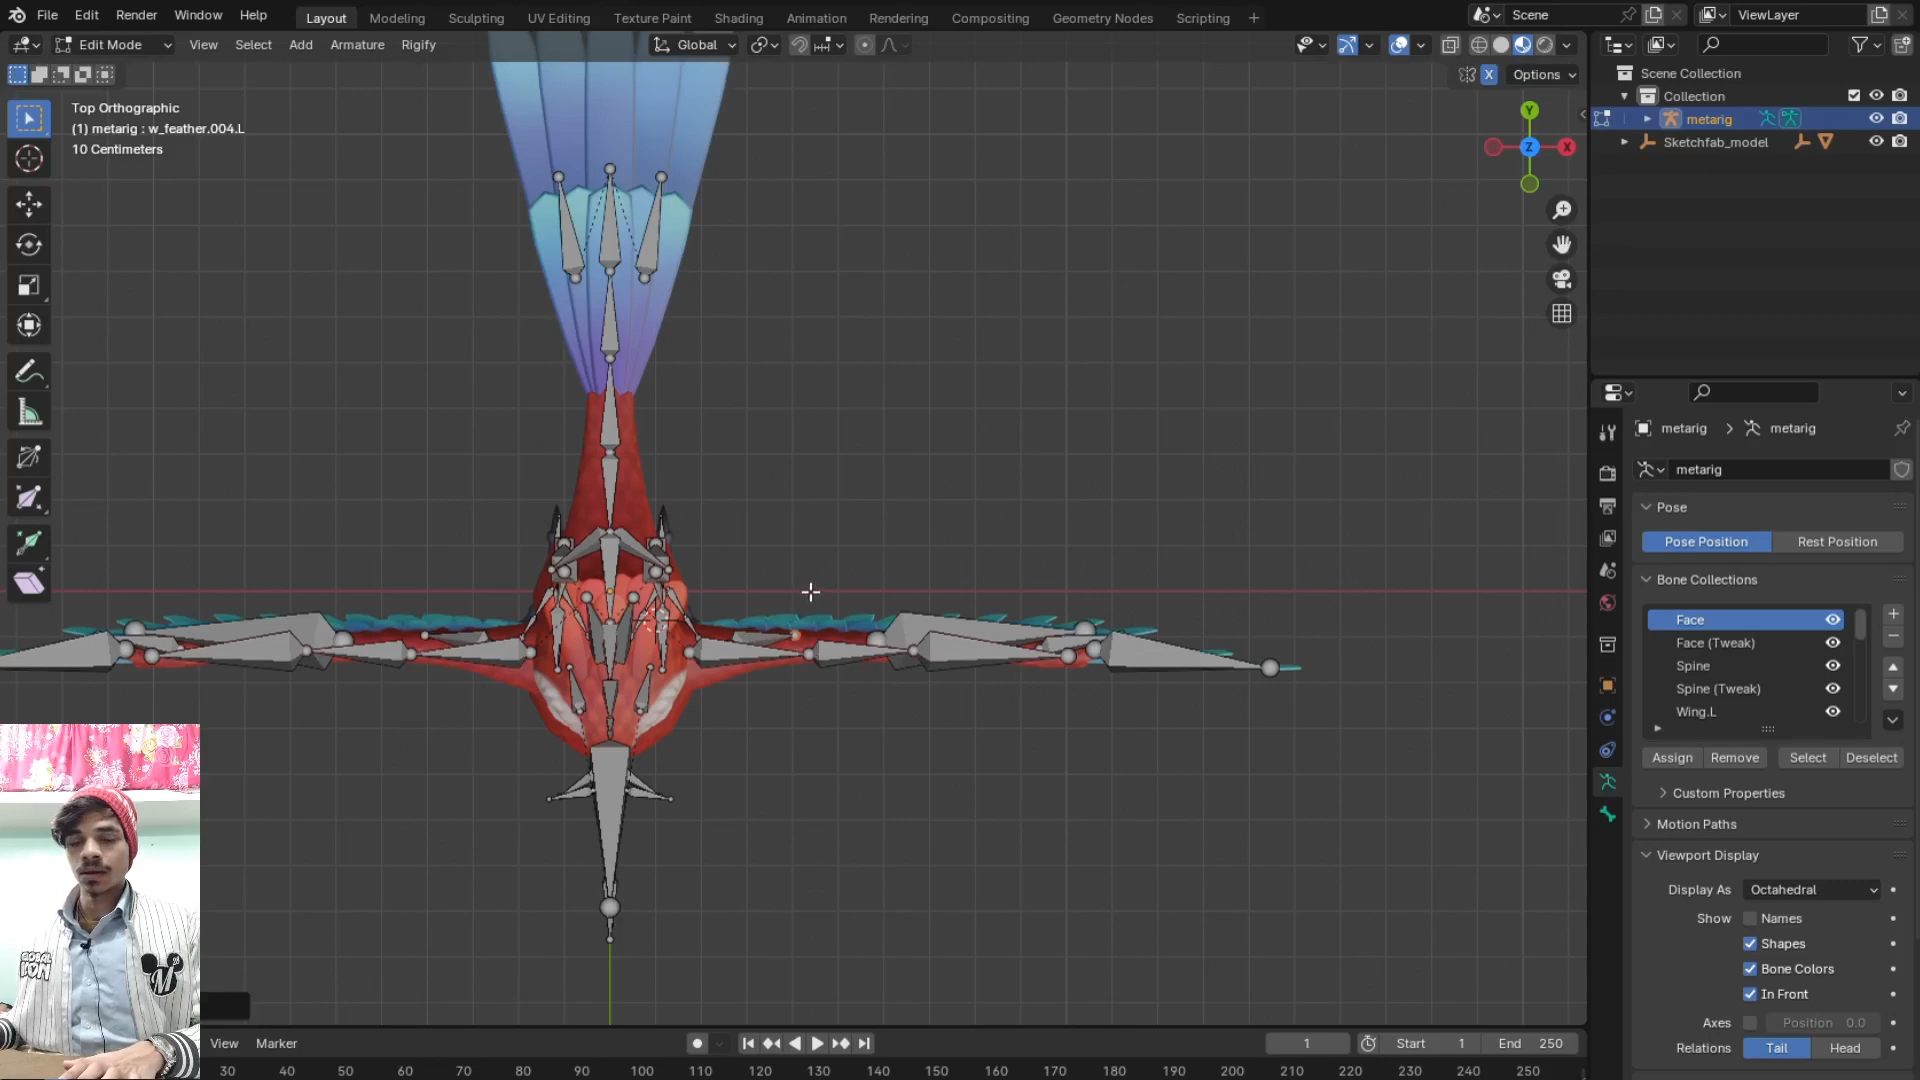 File Edit Render Window Help Layout Modeling Sculpting UV Editing Texture Paint Shading Animation Rendering Compositing Geometry Nodes Scripting + Scene ViewLayer
Edit Mode View Select Add Armature Rigify Global
X Options
Top Orthographic
(1) metarig : w_feather.004.L
10 Centimeters
Y
Z X
Scene Collection
Collection
metarig
Sketchfab_model
metarig > metarig
metarig
Pose
Pose Position Rest Position
Bone Collections
Face
Face (Tweak)
Spine
Spine (Tweak)
Wing.L
Assign Remove Select Deselect
Custom Properties
Motion Paths
Viewport Display
Display As Octahedral
Show Names
Shapes
Bone Colors
In Front
Axes Position 0.0
Relations Tail Head
GLOBAL
M
View Marker 1 Start 1 End 250
30 40 50 60 70 80 90 100 110 120 130 140 150 160 170 180 190 200 210 220 230 240 250